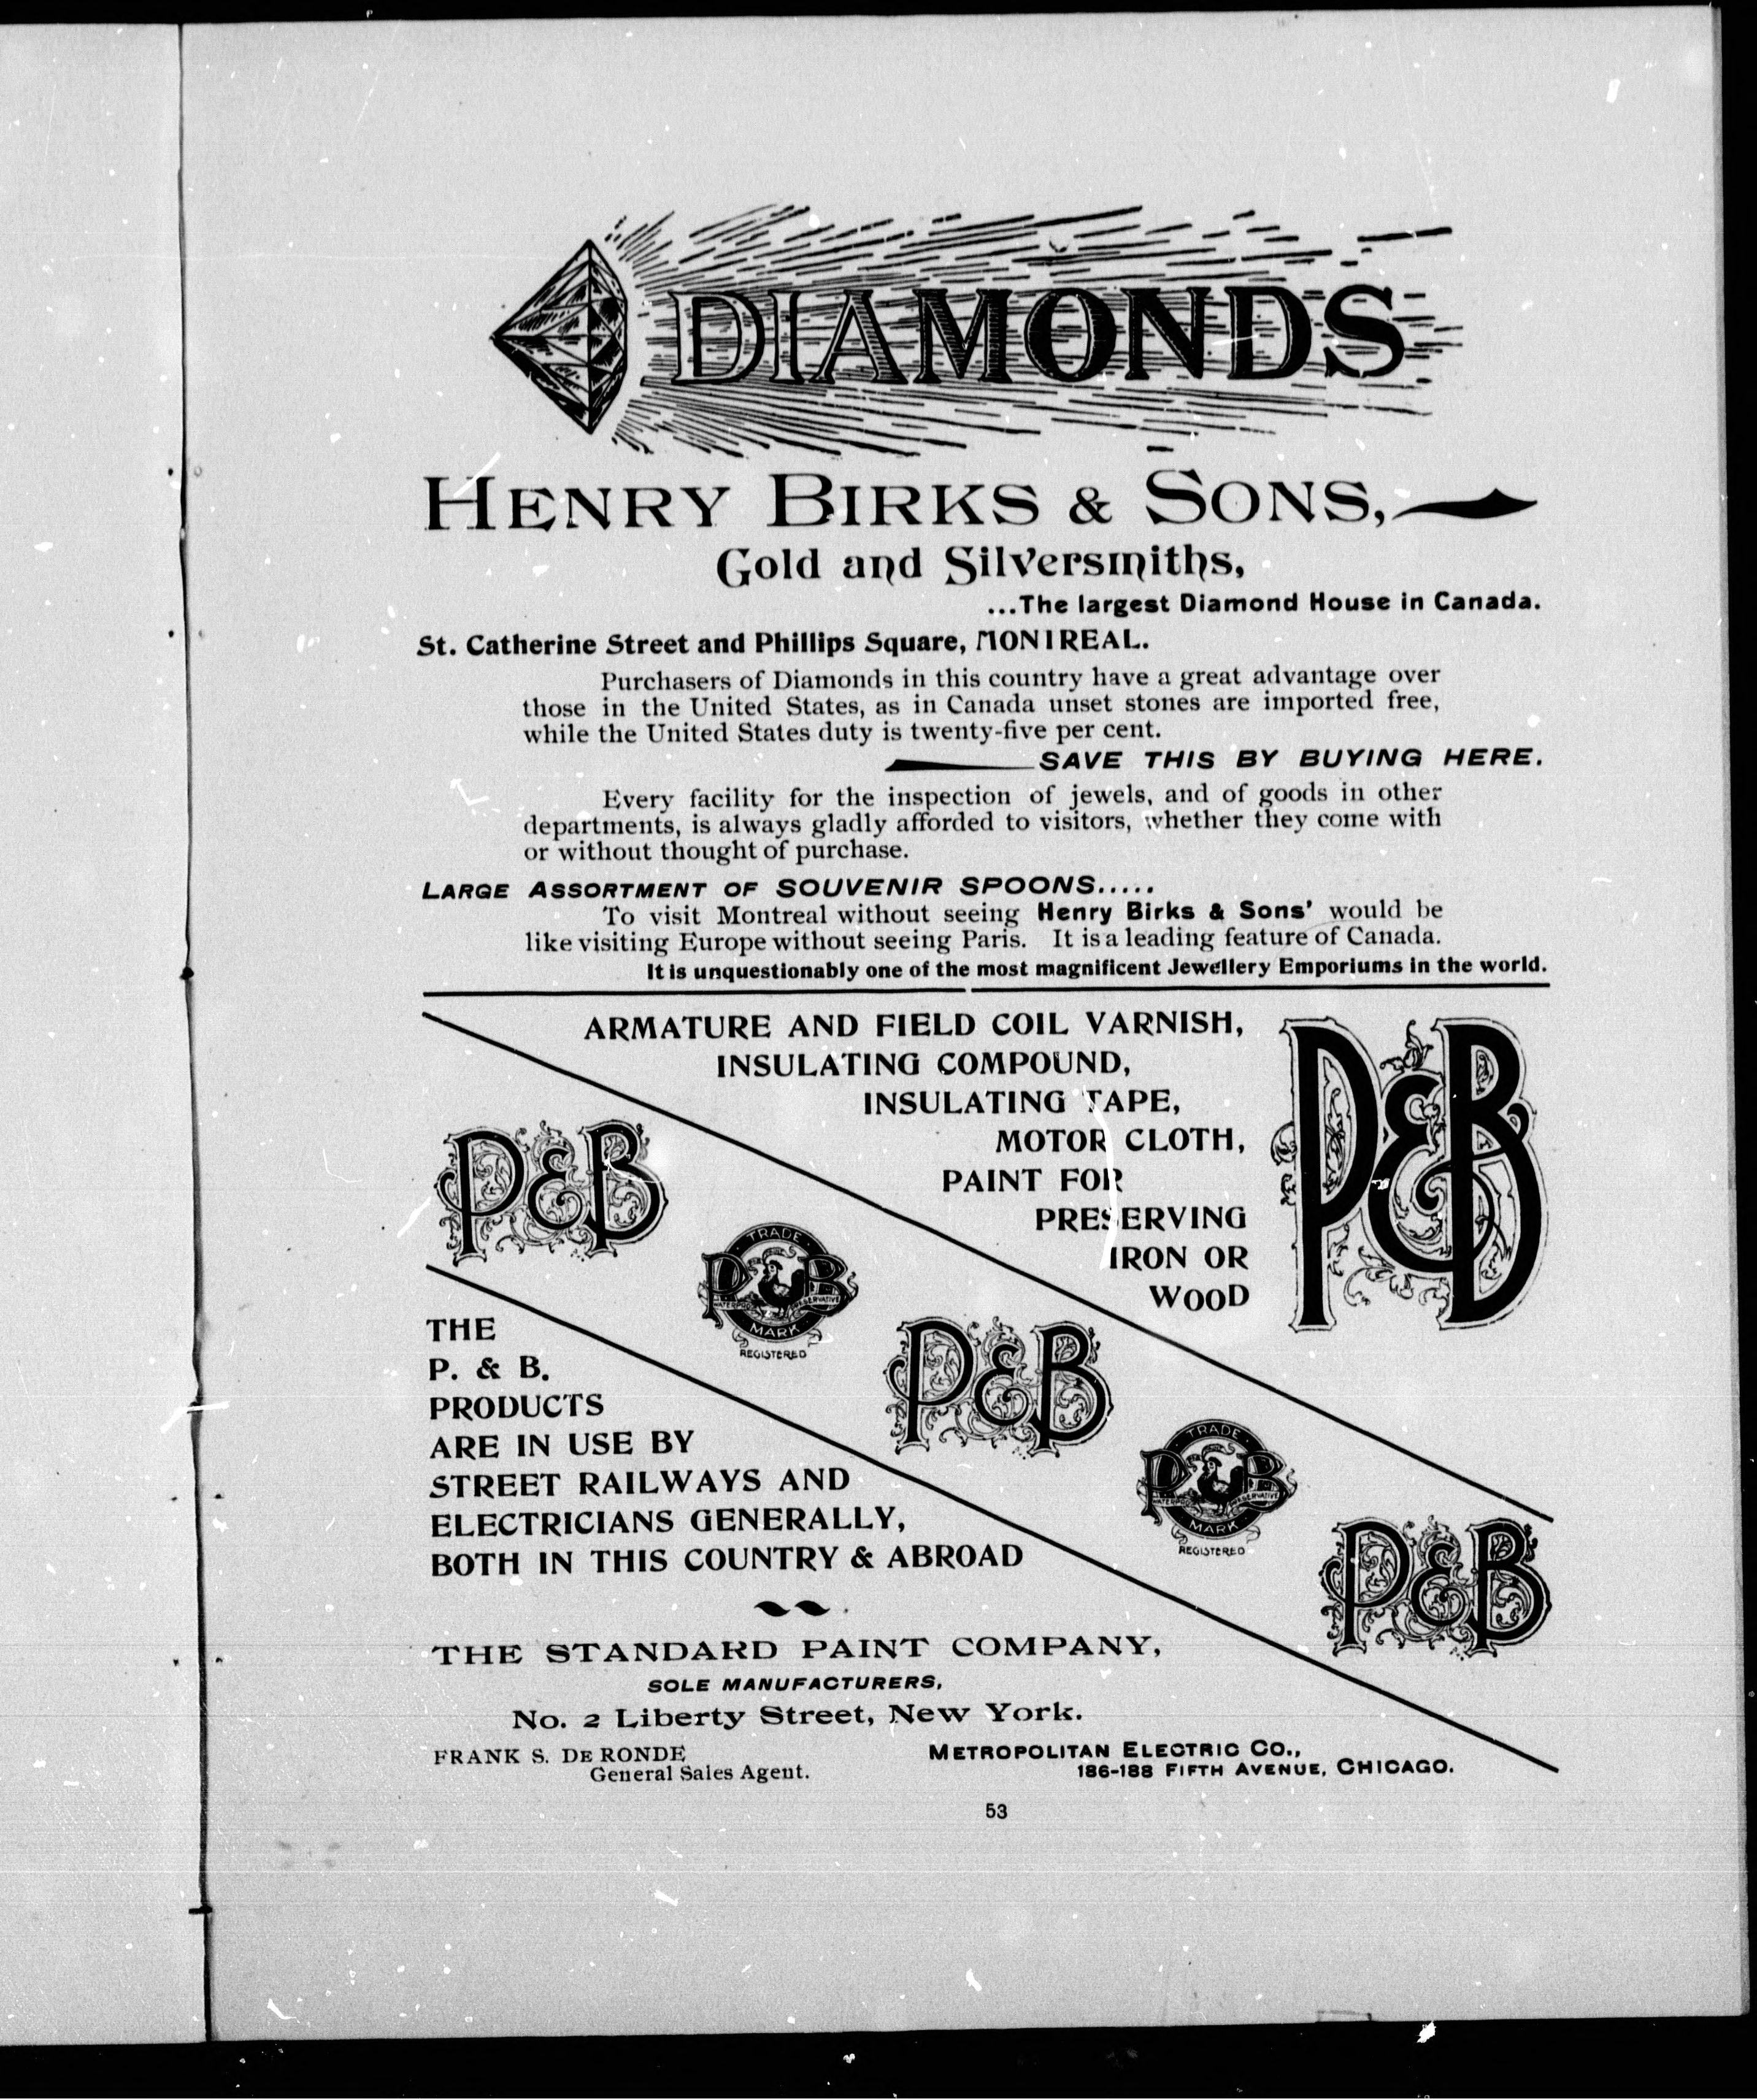 DIAMONDS
HENRY BIRKS & SONS,
Gold and Silversmiths,
...The largest Diamond House in Canada.
St. Catherine Street and Phillips Square, MONTREAL.
Purchasers of Diamonds in this country have a great advantage over
those in the United States, as in Canada unset stones are imported free,
while the United States duty is twenty-five per cent.
SAVE THIS BY BUYING HERE.
Every facility for the inspection of jewels, and of goods in other
departments, is always gladly afforded to visitors, whether they come with
or without thought of purchase.
LARGE ASSORTMENT OF SOUVENIR SPOONS.....
To visit Montreal without seeing Henry Birks & Sons' would be
like visiting Europe without seeing Paris. It is a leading feature of Canada.
It is unquestionably one of the most magnificent Jewellery Emporiums in the world.
ARMATURE AND FIELD COIL VARNISH,
INSULATING COMPOUND,
INSULATING TAPE,
MOTOR CLOTH,
PAINT FOR
PRESERVING
IRON OR
WOOD
P&B
P&B
TRADE
P B
WATERPROOF PRESERVATIVE
MARK
REGISTERED
P&B
TRADE
P B
WATERPROOF PRESERVATIVE
MARK
REGISTERED
P&B
THE
P. & B.
PRODUCTS
ARE IN USE BY
STREET RAILWAYS AND
ELECTRICIANS GENERALLY,
BOTH IN THIS COUNTRY & ABROAD
THE STANDARD PAINT COMPANY,
SOLE MANUFACTURERS,
No. 2 Liberty Street, New York.
FRANK S. DE RONDE
General Sales Agent.
METROPOLITAN ELECTRIC CO.,
186-188 FIFTH AVENUE, CHICAGO.
53